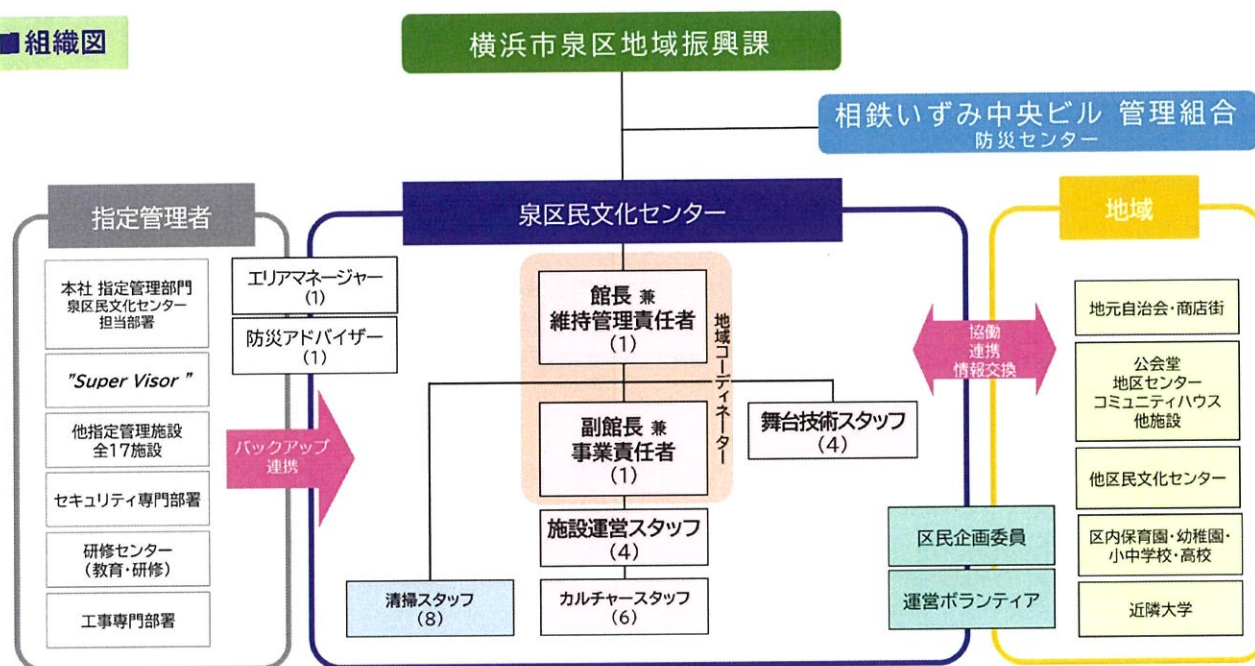 ■組織図
横浜市泉区地域振興課
相鉄いずみ中央ビル 管理組合
防災センター
指定管理者
本社 指定管理部門
泉区民文化センター
担当部署
"Super Visor"
他指定管理施設
全17施設
セキュリティ専門部署
研修センター
(教育・研修)
工事専門部署
エリアマネージャー
(1)
防災アドバイザー
(1)
バックアップ
連携
泉区民文化センター
館長 兼
維持管理責任者
(1)
地域コーディネーター
副館長 兼
事業責任者
(1)
舞台技術スタッフ
(4)
施設運営スタッフ
(4)
清掃スタッフ
(8)
カルチャースタッフ
(6)
協働
連携
情報交換
区民企画委員
運営ボランティア
地域
地元自治会・商店街
公会堂
地区センター
コミュニティハウス
他施設
他区民文化センター
区内保育園・幼稚園・
小中学校・高校
近隣大学